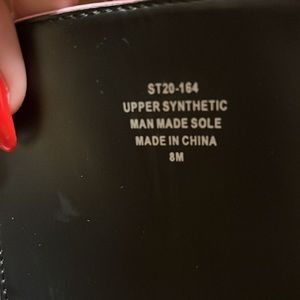 ST20-164
UPPER SYNTHETIC
MAN MADE SOLE
MADE IN CHINA
8M